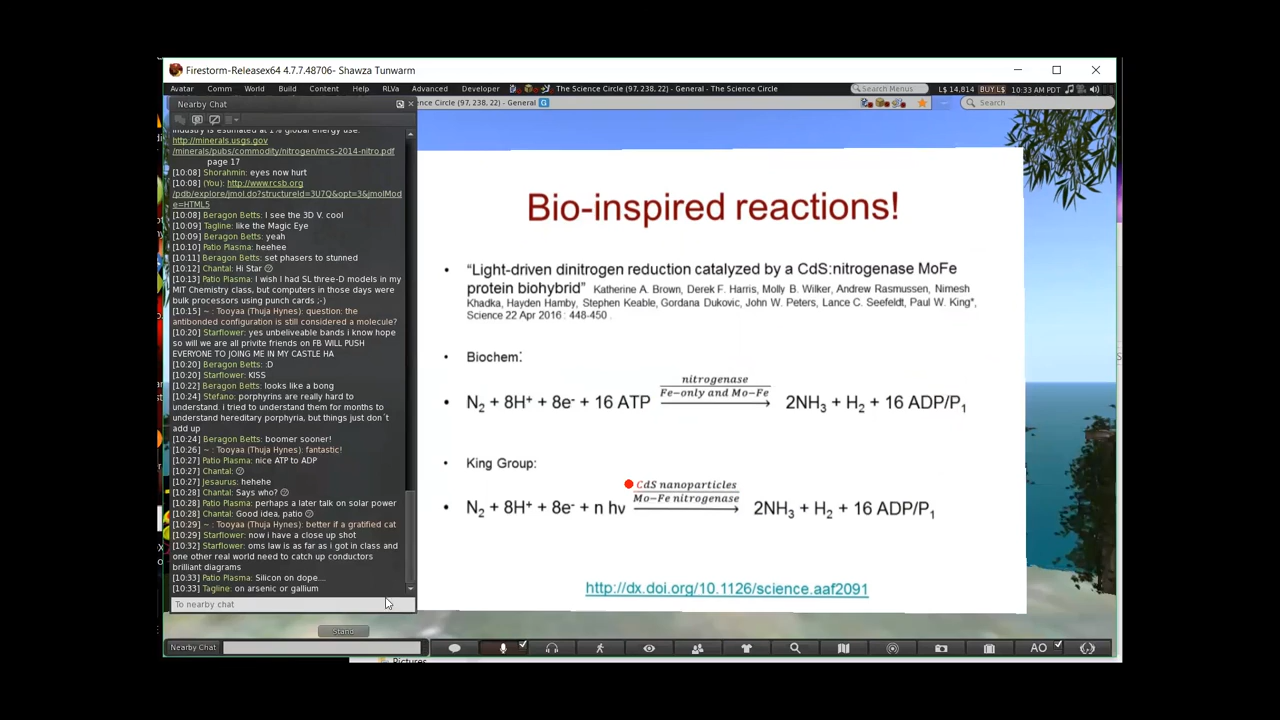 Firestorm-Releasex64 4.7.7.48706- Shawza Tunwarm
Avatar Comm World Build Content Help RLVa Advanced Developer The Science Circle (97, 238, 22) - General - The Science Circle Search Menus L$ 14,814 BUY L$ 10:33 AM PDT
Nearby Chat
ence Circle (97, 238, 22) - General Search
industry is estimated at 1% global energy use.
http://minerals.usgs.gov
/minerals/pubs/commodity/nitrogen/mcs-2014-nitro.pdf
page 17
[10:08] Shorahmin: eyes now hurt
[10:08] (You): http://www.rcsb.org
/pdb/explore/jmol.do?structureId=3U7Q&opt=3&jmolMod
e=HTML5
[10:08] Beragon Betts: I see the 3D V. cool
[10:09] Tagline: like the Magic Eye
[10:09] Beragon Betts: yeah
[10:10] Patio Plasma: heehee
[10:11] Beragon Betts: set phasers to stunned
[10:12] Chantal: Hi Star
[10:13] Patio Plasma: I wish I had SL three-D models in my
MIT Chemistry class, but computers in those days were
bulk processors using punch cards ;-)
[10:15] ~ : Tooyaa (Thuja Hynes): question: the
antibonded configuration is still considered a molecule?
[10:20] Starflower: yes unbeliveable bands i know hope
so will we are all privite friends on FB WILL PUSH
EVERYONE TO JOING ME IN MY CASTLE HA
[10:20] Beragon Betts: :D
[10:20] Starflower: KISS
[10:22] Beragon Betts: looks like a bong
[10:24] Stefano: porphyrins are really hard to
understand. i tried to understand them for months to
understand hereditary porphyria, but things just don´t
add up
[10:24] Beragon Betts: boomer sooner!
[10:26] ~ : Tooyaa (Thuja Hynes): fantastic!
[10:27] Patio Plasma: nice ATP to ADP
[10:27] Chantal:
[10:27] Jesaurus: hehehe
[10:28] Chantal: Says who?
[10:28] Patio Plasma: perhaps a later talk on solar power
[10:28] Chantal: Good idea, patio
[10:29] ~ : Tooyaa (Thuja Hynes): better if a gratified cat
[10:29] Starflower: now i have a close up shot
[10:32] Starflower: oms law is as far as i got in class and
one other real world need to catch up conductors
brilliant diagrams
[10:33] Patio Plasma: Silicon on dope....
[10:33] Tagline: on arsenic or gallium
To nearby chat
Stand
Nearby Chat
AO
Pictures
Bio-inspired reactions!
• “Light-driven dinitrogen reduction catalyzed by a CdS:nitrogenase MoFe
protein biohybrid” Katherine A. Brown, Derek F. Harris, Molly B. Wilker, Andrew Rasmussen, Nimesh
Khadka, Hayden Hamby, Stephen Keable, Gordana Dukovic, John W. Peters, Lance C. Seefeldt, Paul W. King*,
Science 22 Apr 2016 : 448-450 .
• Biochem:
nitrogenase
Fe−only and Mo−Fe
• N₂ + 8H⁺ + 8e⁻ + 16 ATP ⟶ 2NH₃ + H₂ + 16 ADP/P₁
• King Group:
CdS nanoparticles
Mo−Fe nitrogenase
• N₂ + 8H⁺ + 8e⁻ + n hν ⟶ 2NH₃ + H₂ + 16 ADP/P₁
http://dx.doi.org/10.1126/science.aaf2091